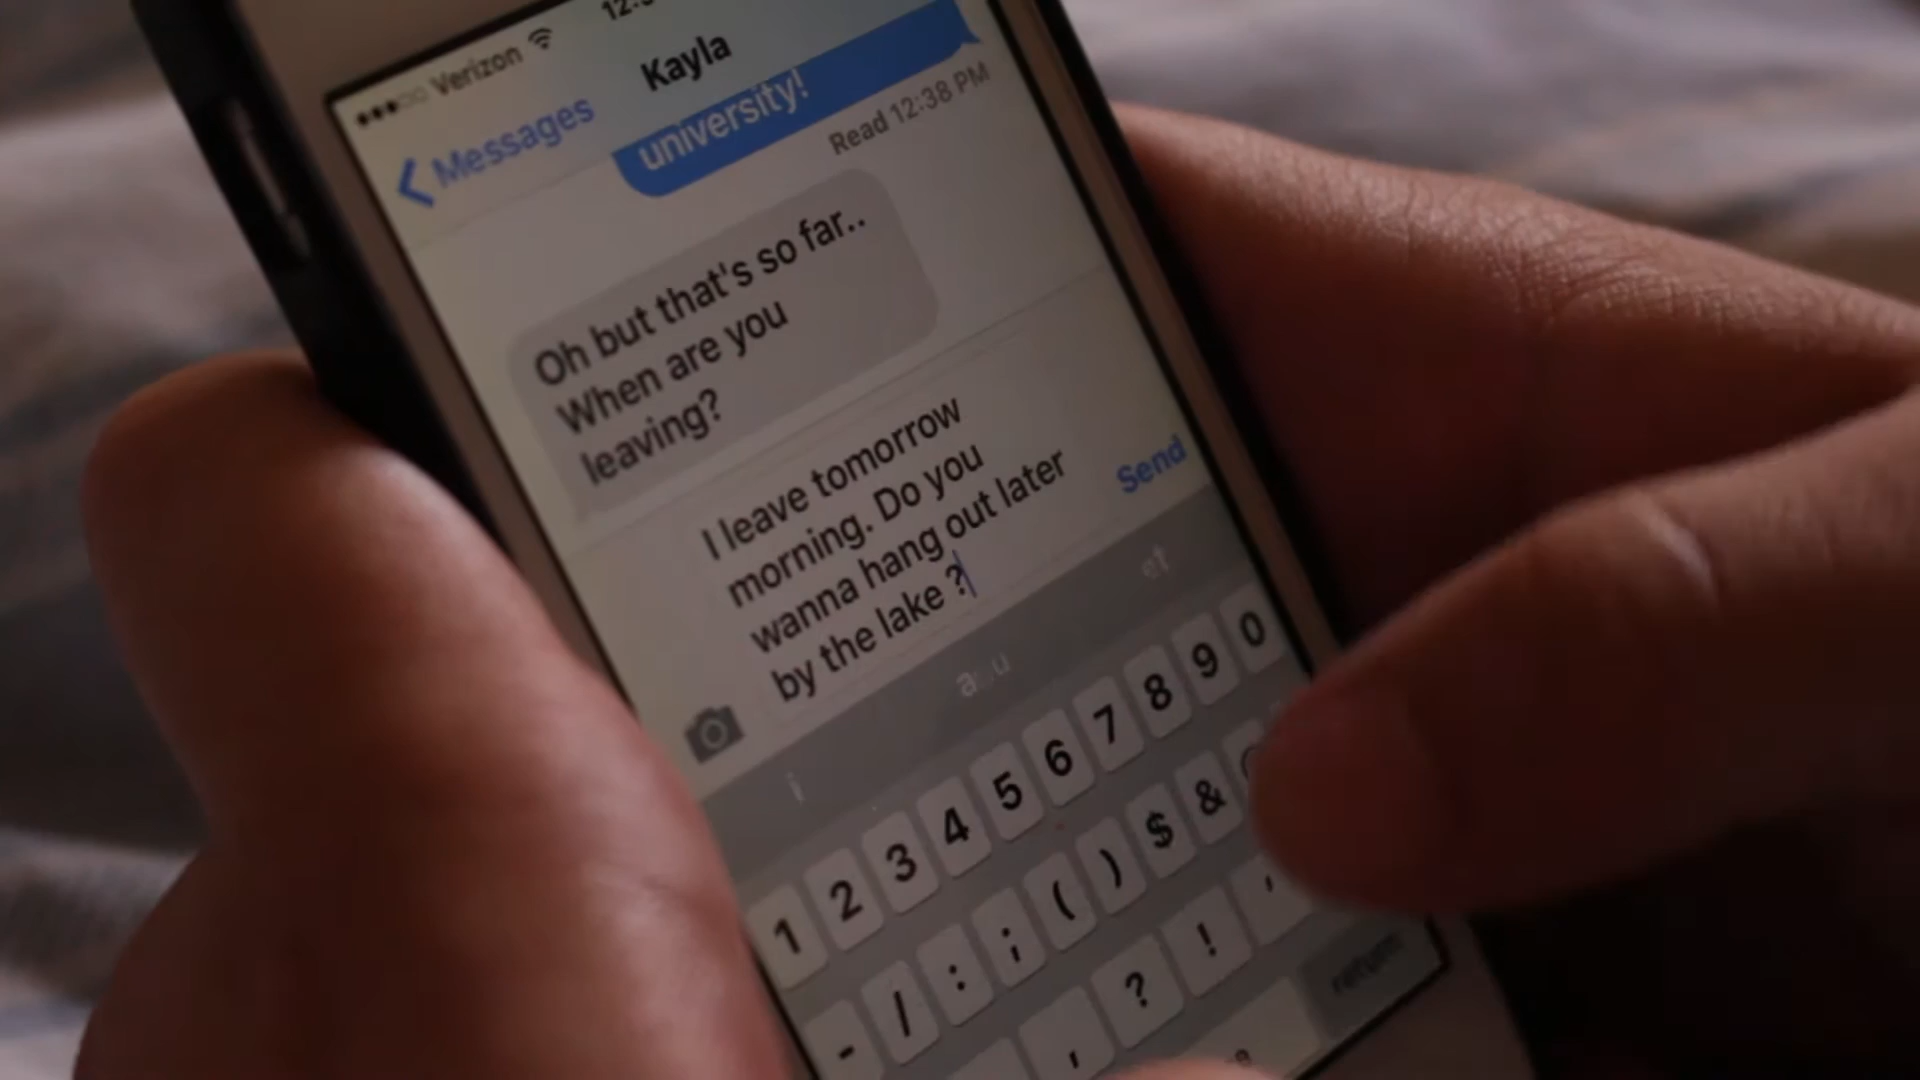 Verizon
Messages
Kayla
university!
Read 12:38 PM
Oh but that's so far..
When are you
leaving?
I leave tomorrow
morning. Do you
wanna hang out later
by the lake ?
Send
i
et
1 2 3 4 5 6 7 8 9 0
- / : ; ( ) $ &
, ? ! '
return